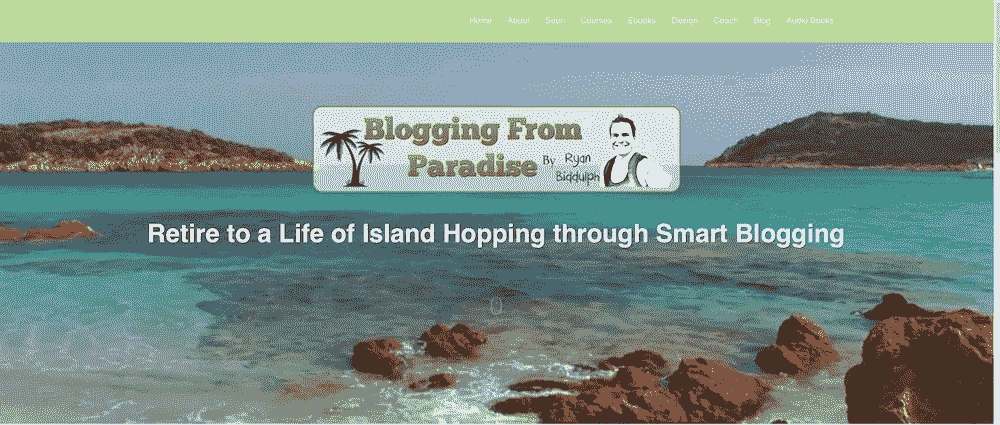 Home About Seen Courses Ebooks Design Coach Blog Audio Books
Blogging From
Paradise By Ryan
Biddulph
Retire to a Life of Island Hopping through Smart Blogging